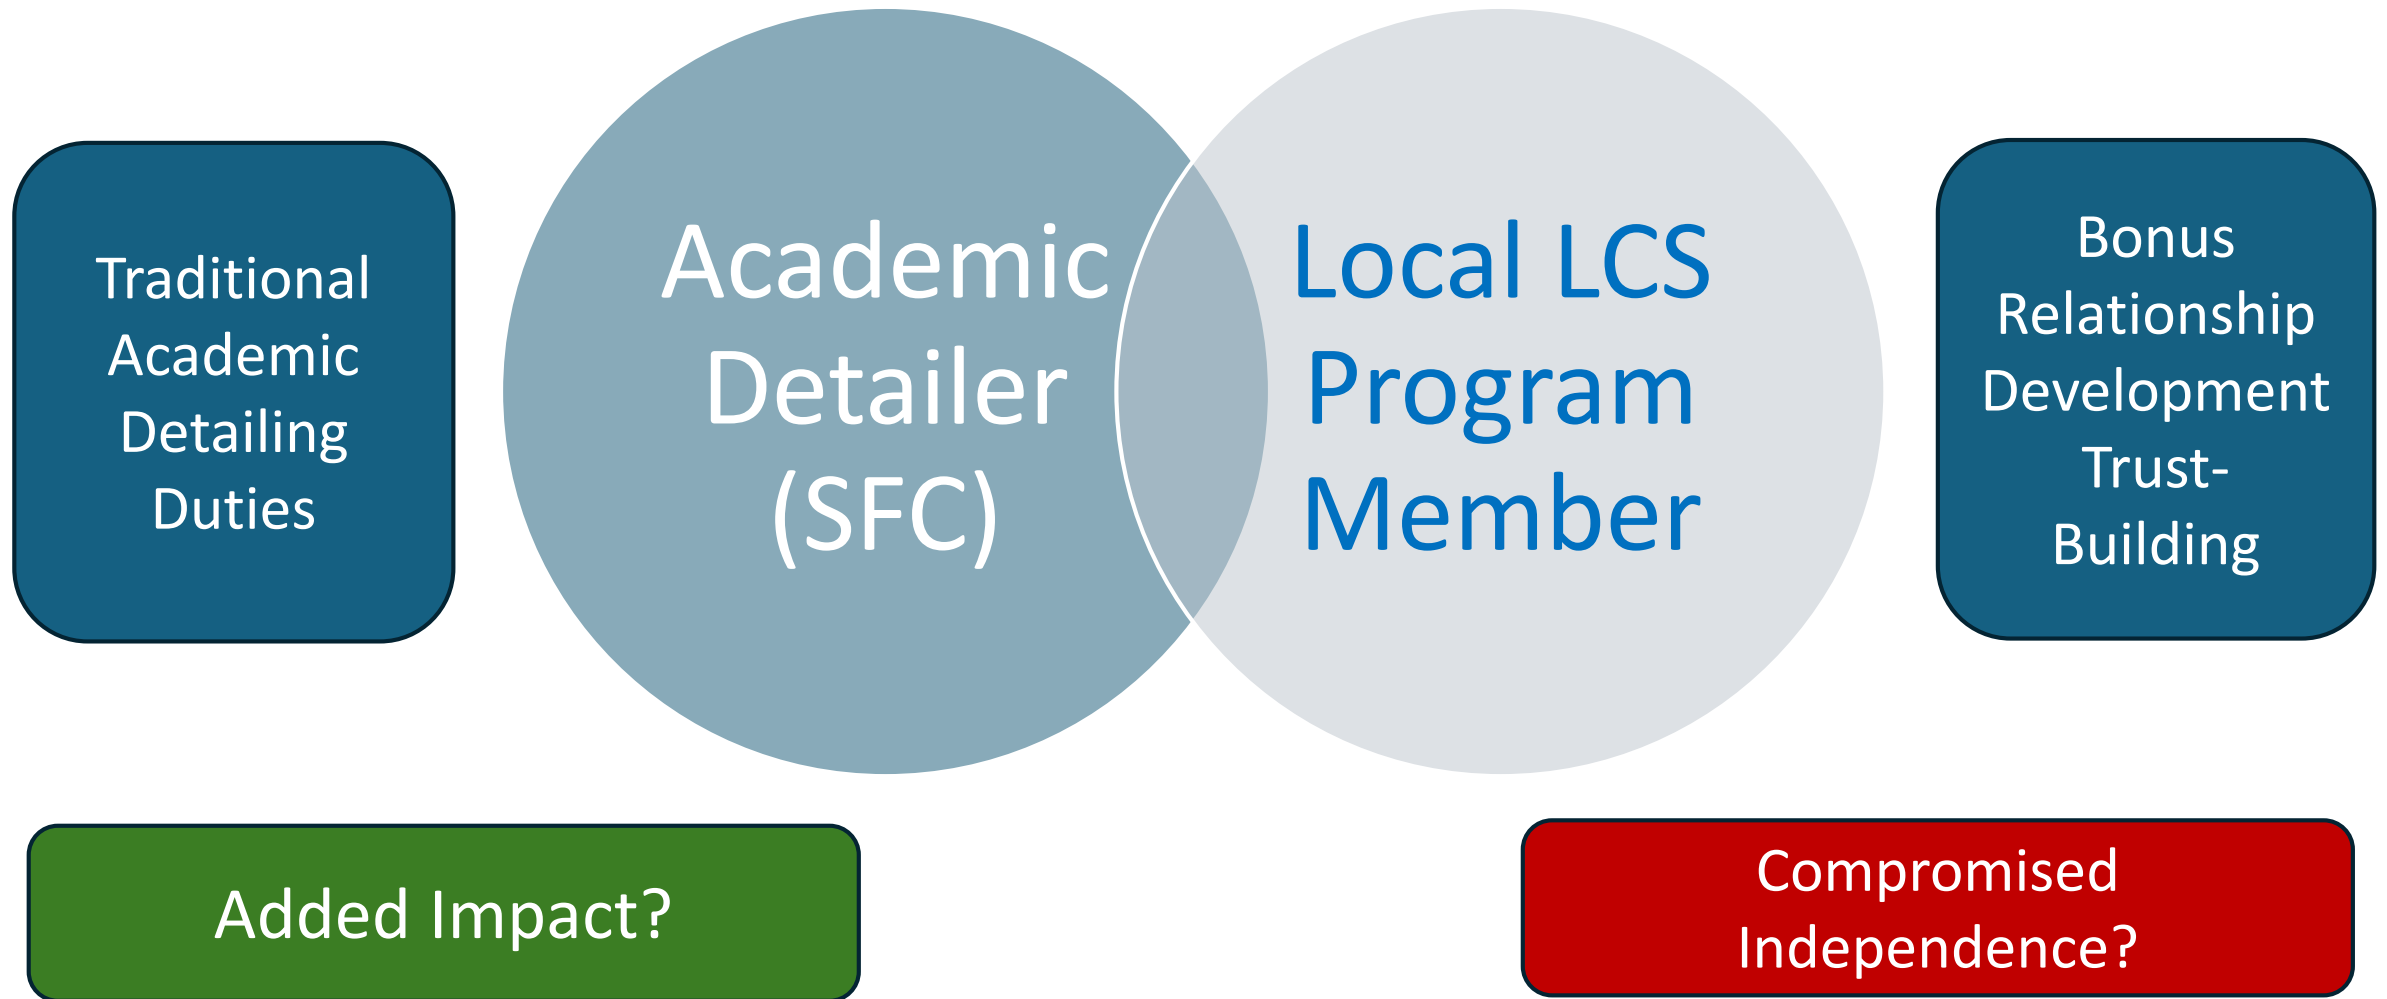 Traditional
Academic
Detailing
Duties
Academic
Detailer
(SFC)
Local LCS
Program
Member
Bonus
Relationship
Development
Trust-
Building
Added Impact?
Compromised
Independence?